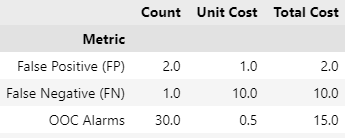 Count Unit Cost Total Cost
Metric
False Positive (FP) 2.0 1.0 2.0
False Negative (FN) 1.0 10.0 10.0
OOC Alarms 30.0 0.5 15.0